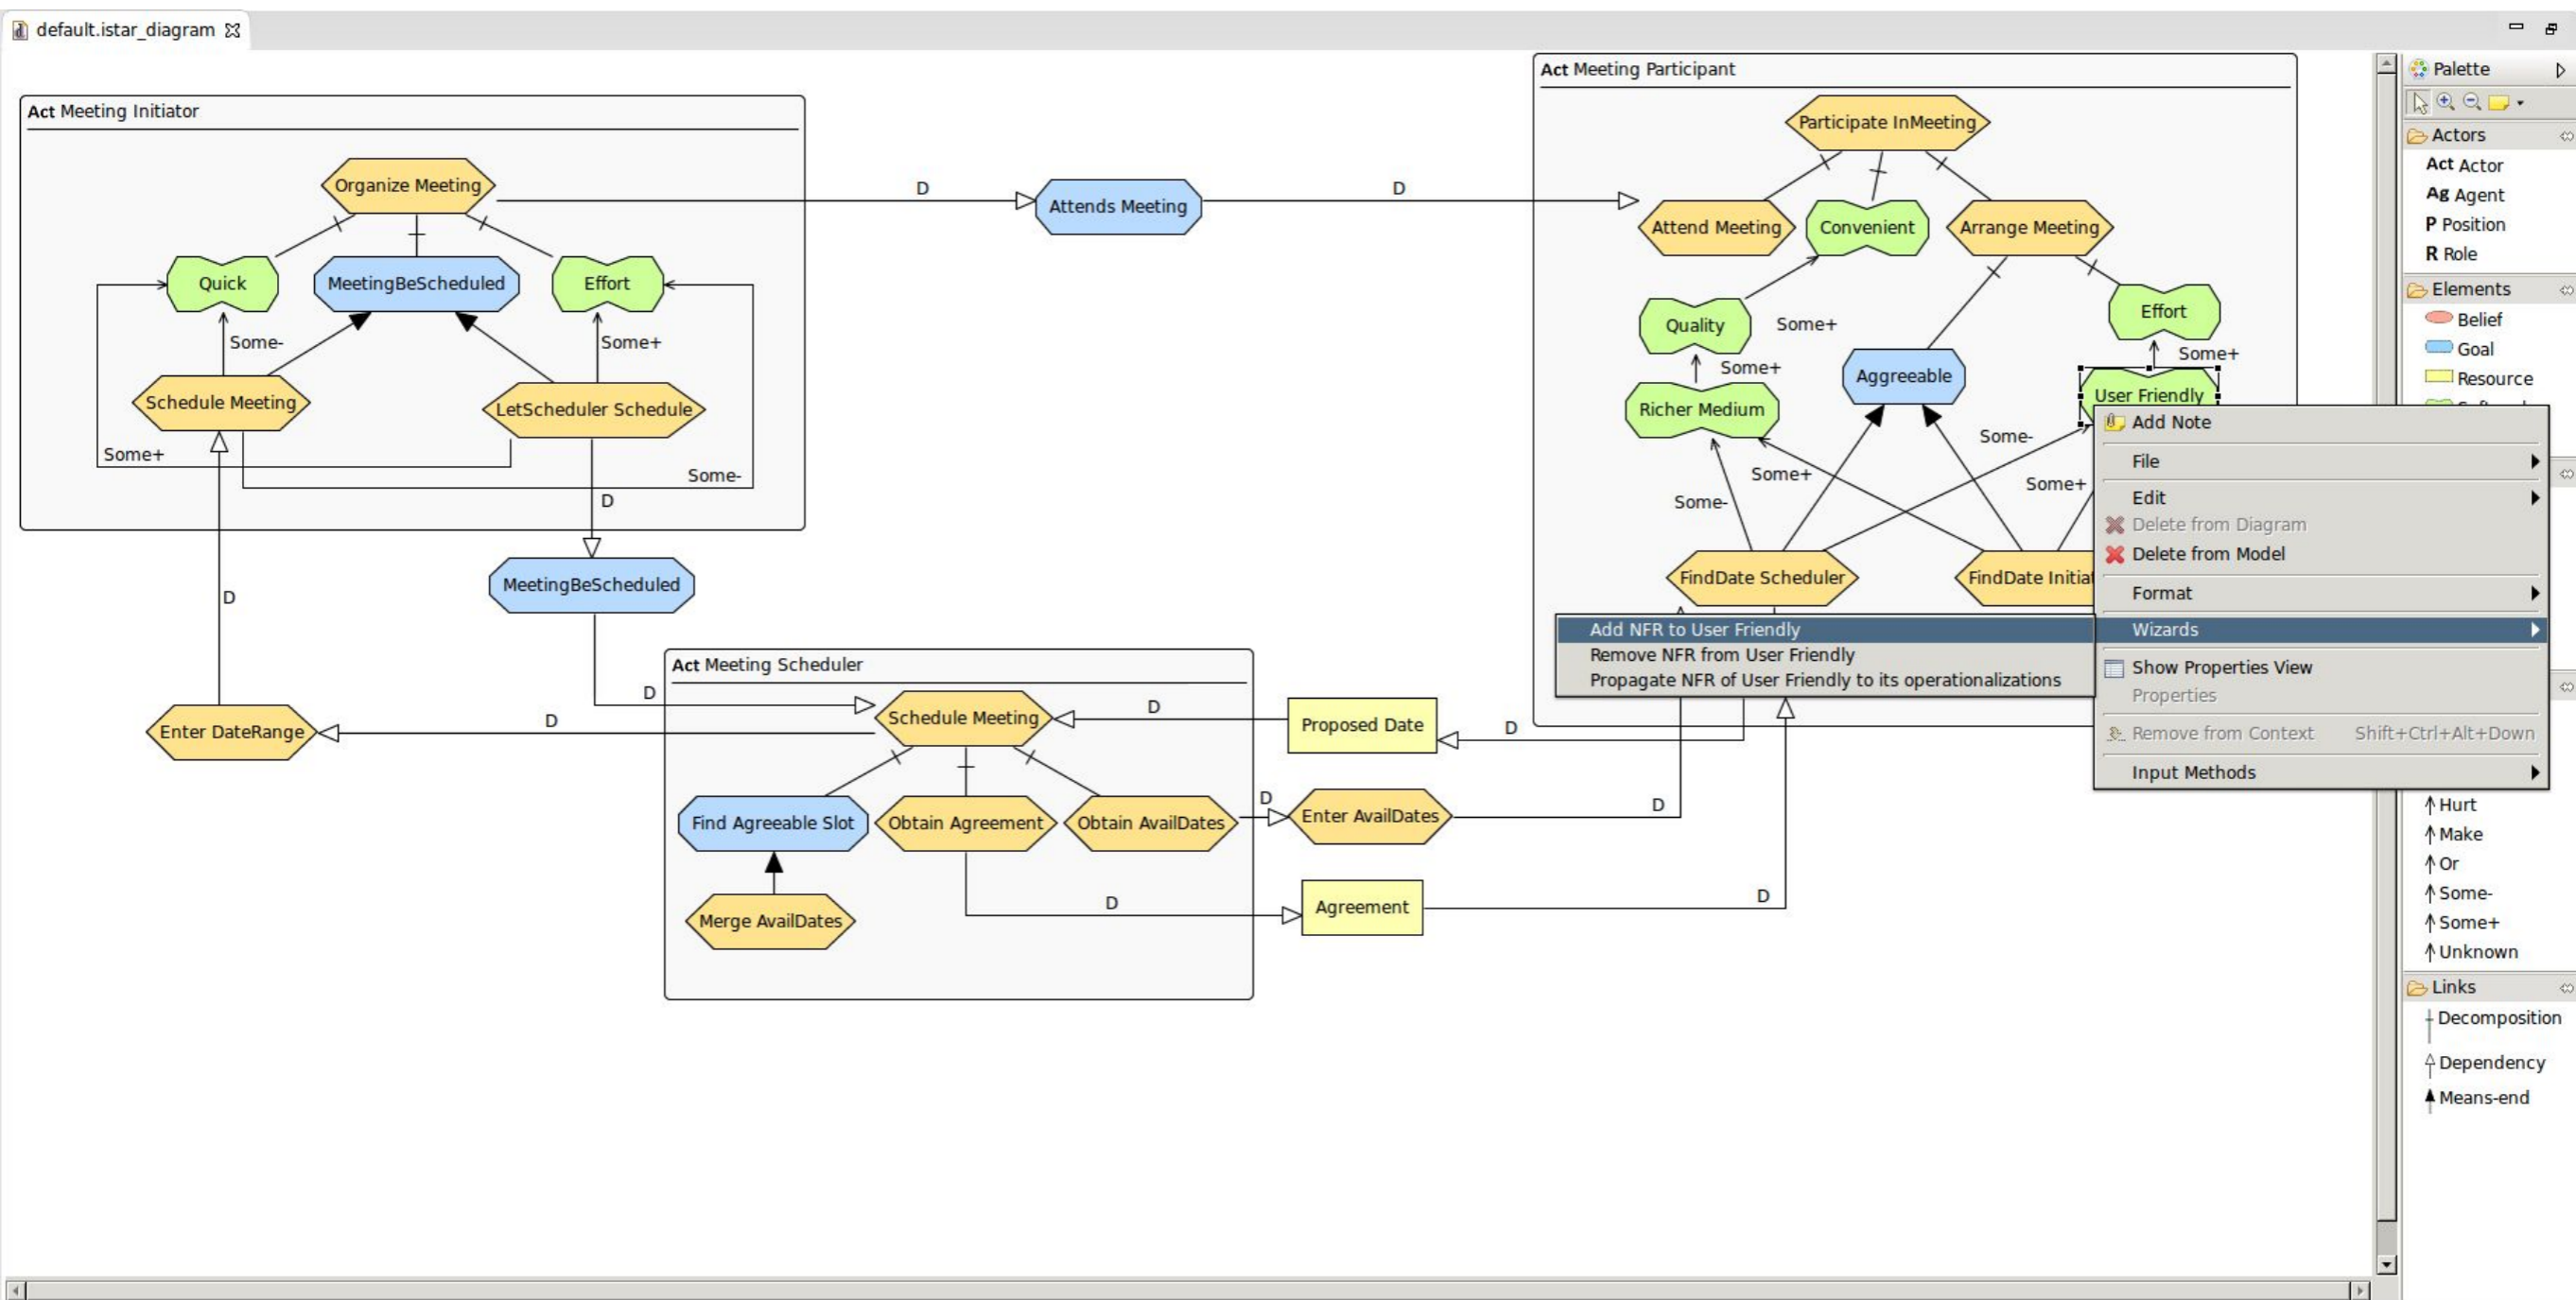 default.istar_diagram
Act Meeting Initiator
Organize Meeting
Quick
MeetingBeScheduled
Effort
Some-
Some+
Schedule Meeting
LetScheduler Schedule
Some+
Some-
D
D
MeetingBeScheduled
D
Enter DateRange
D
D
Attends Meeting
D
D
Act Meeting Scheduler
Schedule Meeting
Find Agreeable Slot
Obtain Agreement
Obtain AvailDates
Merge AvailDates
D
Proposed Date
D
D
Enter AvailDates
D
D
Agreement
D
Act Meeting Participant
Participate InMeeting
Attend Meeting
Convenient
Arrange Meeting
Quality
Some+
Effort
Some+
Some+
Aggreeable
User Friendly
Richer Medium
Some-
Some+
Some+
Some-
FindDate Scheduler
Add NFR to User Friendly
Remove NFR from User Friendly
Propagate NFR of User Friendly to its operationalizations
Add Note
File
Edit
Delete from Diagram
Delete from Model
Format
Wizards
Show Properties View
Properties
Remove from Context Shift+Ctrl+Alt+Down
Input Methods
Palette
Actors
Act Actor
Ag Agent
P Position
R Role
Elements
Belief
Goal
Resource
Hurt
Make
Or
Some-
Some+
Unknown
Links
Decomposition
Dependency
Means-end